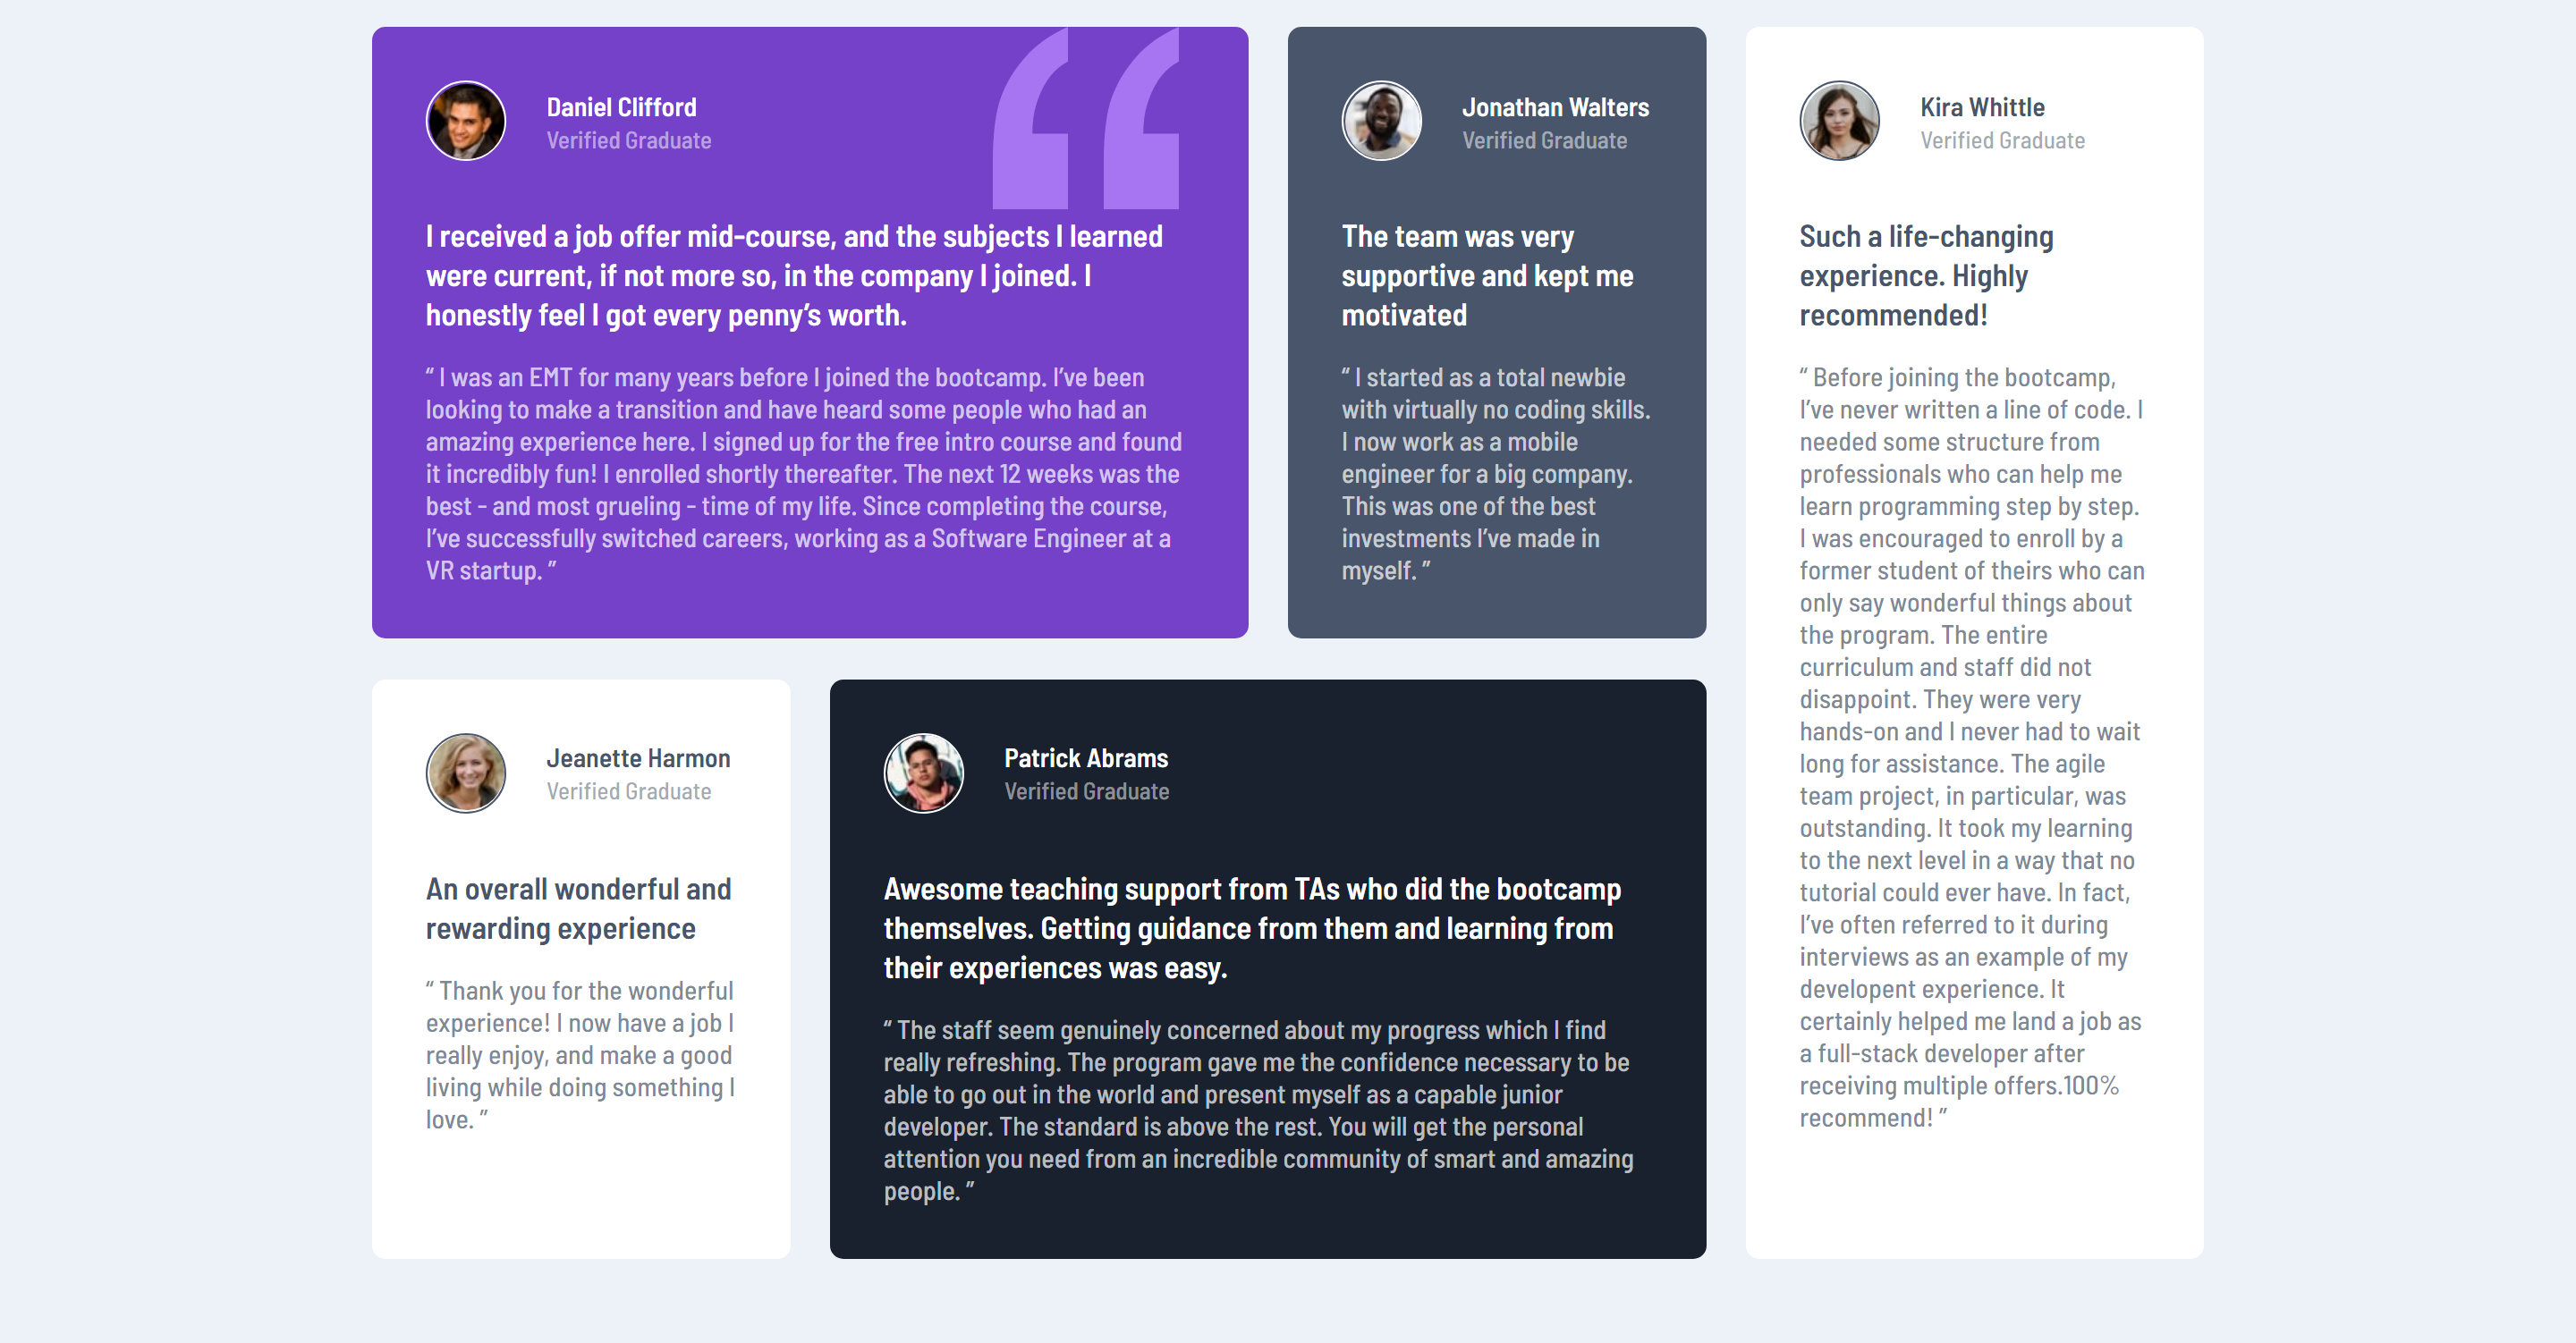 Daniel Clifford
Verified Graduate
I received a job offer mid-course, and the subjects I learned
were current, if not more so, in the company I joined. I
honestly feel I got every penny’s worth.
“ I was an EMT for many years before I joined the bootcamp. I’ve been
looking to make a transition and have heard some people who had an
amazing experience here. I signed up for the free intro course and found
it incredibly fun! I enrolled shortly thereafter. The next 12 weeks was the
best - and most grueling - time of my life. Since completing the course,
I’ve successfully switched careers, working as a Software Engineer at a
VR startup. ”
Jonathan Walters
Verified Graduate
The team was very
supportive and kept me
motivated
“ I started as a total newbie
with virtually no coding skills.
I now work as a mobile
engineer for a big company.
This was one of the best
investments I’ve made in
myself. ”
Kira Whittle
Verified Graduate
Such a life-changing
experience. Highly
recommended!
“ Before joining the bootcamp,
I’ve never written a line of code. I
needed some structure from
professionals who can help me
learn programming step by step.
I was encouraged to enroll by a
former student of theirs who can
only say wonderful things about
the program. The entire
curriculum and staff did not
disappoint. They were very
hands-on and I never had to wait
long for assistance. The agile
team project, in particular, was
outstanding. It took my learning
to the next level in a way that no
tutorial could ever have. In fact,
I’ve often referred to it during
interviews as an example of my
developent experience. It
certainly helped me land a job as
a full-stack developer after
receiving multiple offers.100%
recommend! ”
Jeanette Harmon
Verified Graduate
An overall wonderful and
rewarding experience
“ Thank you for the wonderful
experience! I now have a job I
really enjoy, and make a good
living while doing something I
love. ”
Patrick Abrams
Verified Graduate
Awesome teaching support from TAs who did the bootcamp
themselves. Getting guidance from them and learning from
their experiences was easy.
“ The staff seem genuinely concerned about my progress which I find
really refreshing. The program gave me the confidence necessary to be
able to go out in the world and present myself as a capable junior
developer. The standard is above the rest. You will get the personal
attention you need from an incredible community of smart and amazing
people. ”